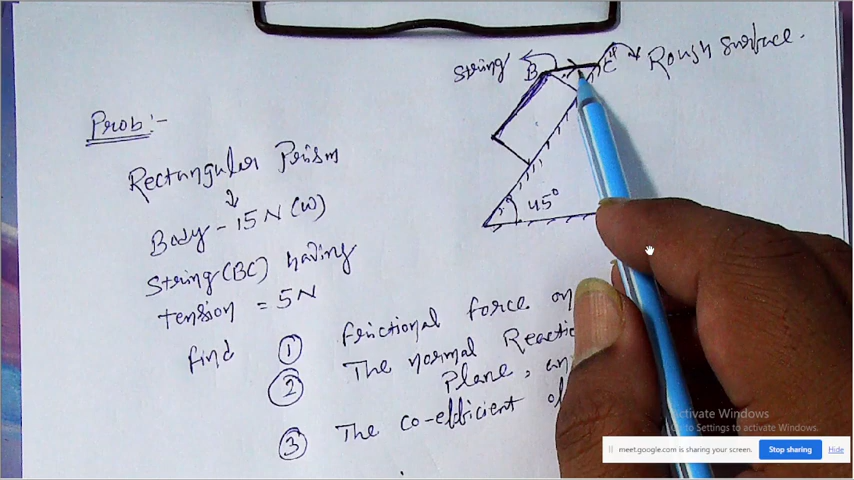 String B C Rough surface.
Prob:-
Rectangular Prism
Body - 15 N (W)
45°
String (BC) having
tension = 5 N
find ① frictional force on
② The normal Reactio
Plane, an
③ The co-efficient o
Activate Windows
Go to Settings to activate Windows.
meet.google.com is sharing your screen. Stop sharing Hide